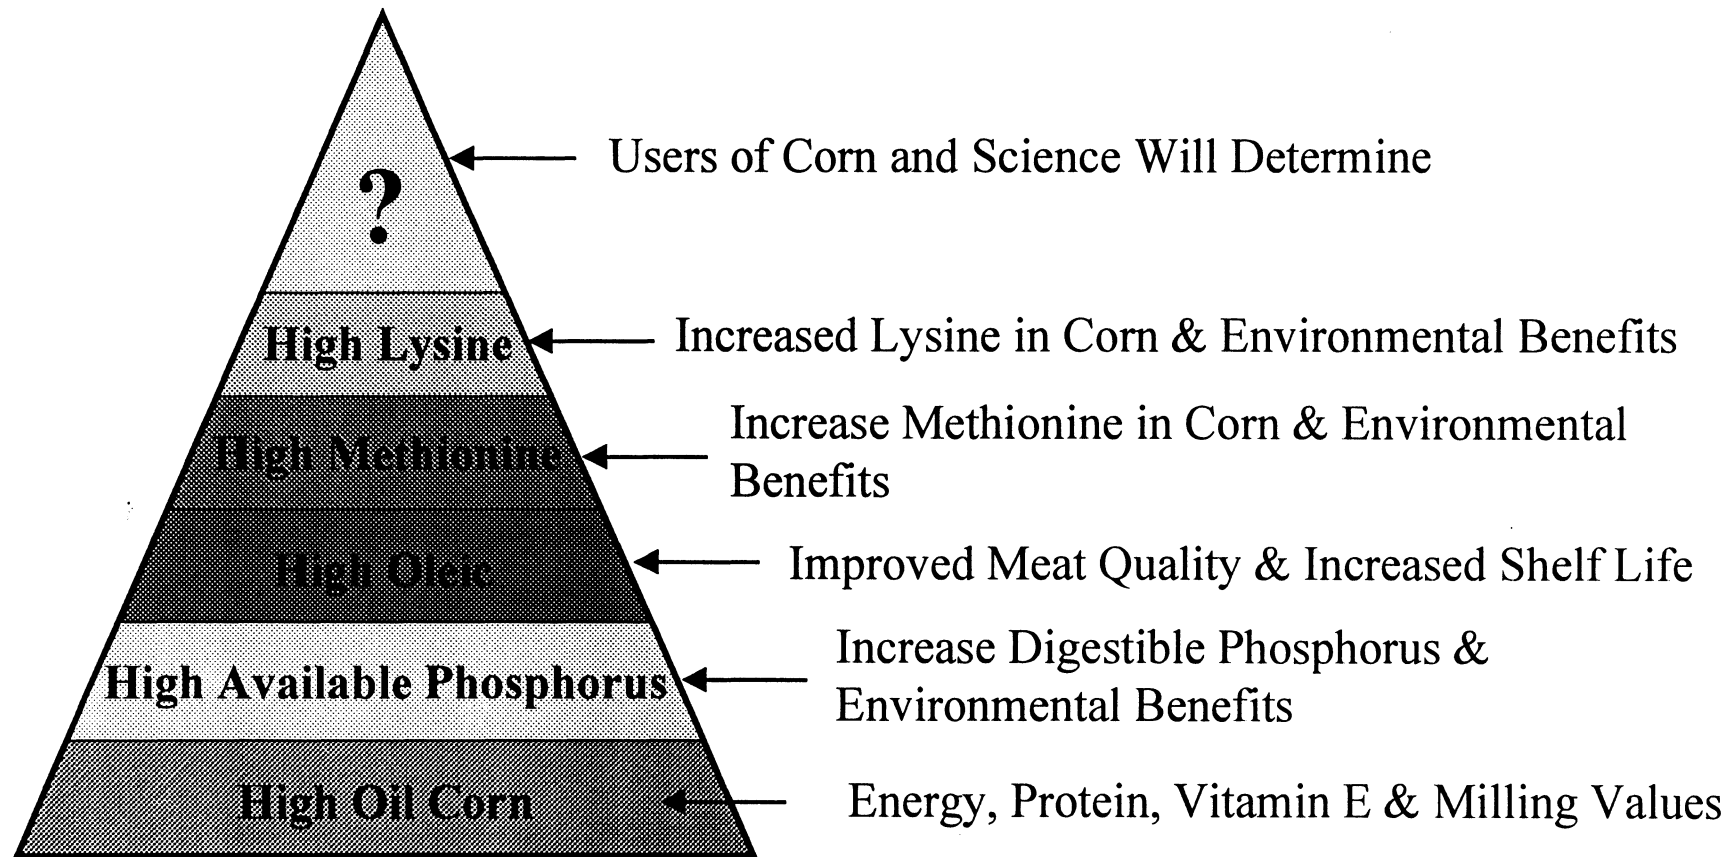 ?
Users of Corn and Science Will Determine
High Lysine
Increased Lysine in Corn & Environmental Benefits
High Methionine
Increase Methionine in Corn & Environmental
Benefits
High Oleic
Improved Meat Quality & Increased Shelf Life
High Available Phosphorus
Increase Digestible Phosphorus &
Environmental Benefits
High Oil Corn
Energy, Protein, Vitamin E & Milling Values